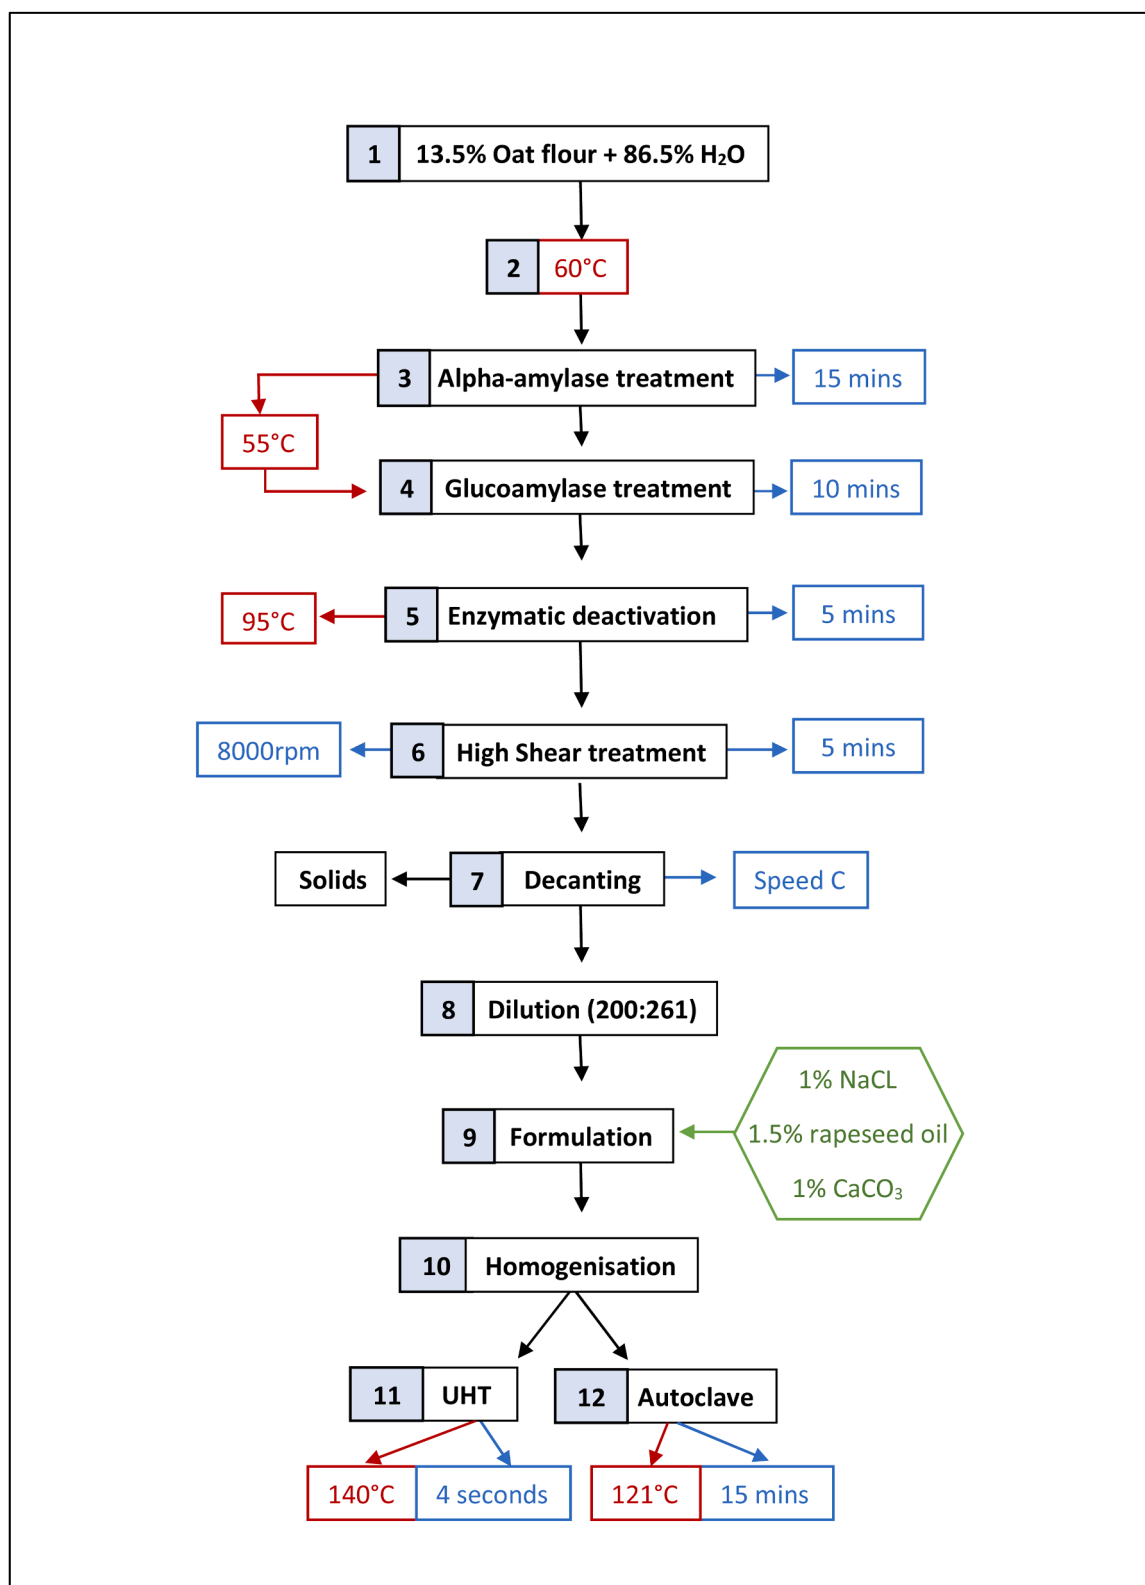 1 13.5% Oat flour + 86.5% H₂O
2 60°C
3 Alpha-amylase treatment 15 mins
55°C
4 Glucoamylase treatment 10 mins
95°C 5 Enzymatic deactivation 5 mins
8000rpm 6 High Shear treatment 5 mins
Solids 7 Decanting Speed C
8 Dilution (200:261)
9 Formulation
1% NaCL
1.5% rapeseed oil
1% CaCO₃
10 Homogenisation
11 UHT
12 Autoclave
140°C 4 seconds
121°C 15 mins